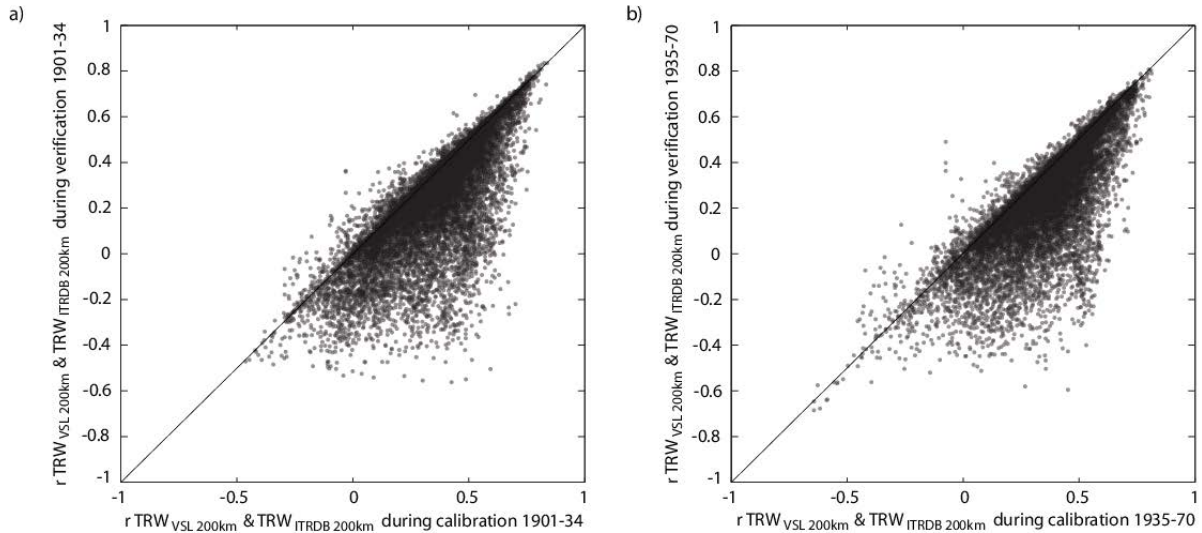 a)
r TRW VSL 200km & TRW ITRDB 200km during verification 1901-34
1
0.8
0.6
0.4
0.2
0
-0.2
-0.4
-0.6
-0.8
-1
-1 -0.5 0 0.5 1
r TRW VSL 200km & TRW ITRDB 200km during calibration 1901-34
b)
r TRW VSL 200km & TRW ITRDB 200km during verification 1935-70
1
0.8
0.6
0.4
0.2
0
-0.2
-0.4
-0.6
-0.8
-1
-1 -0.5 0 0.5 1
r TRW VSL 200km & TRW ITRDB 200km during calibration 1935-70